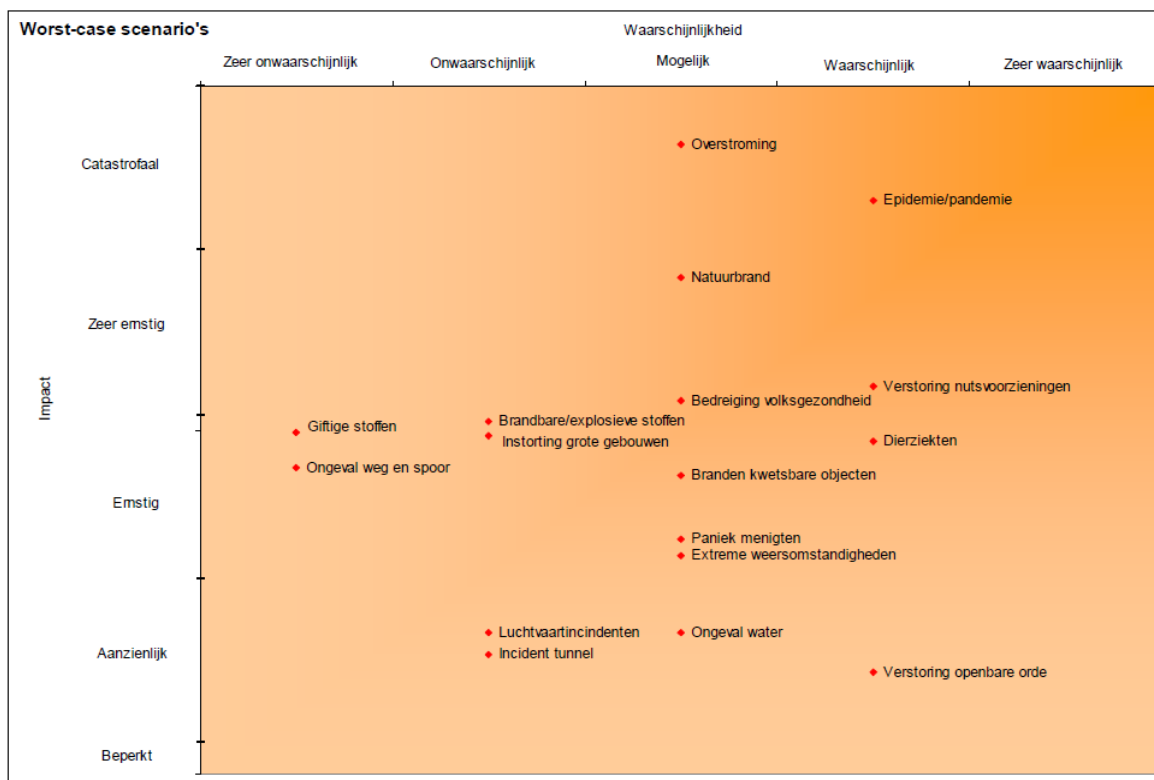 Worst-case scenario's
Waarschijnlijkheid
Zeer onwaarschijnlijk
Onwaarschijnlijk
Mogelijk
Waarschijnlijk
Zeer waarschijnlijk
Impact
Catastrofaal
Overstroming
Epidemie/pandemie
Natuurbrand
Zeer ernstig
Verstoring nutsvoorzieningen
Bedreiging volksgezondheid
Brandbare/explosieve stoffen
Giftige stoffen
Instorting grote gebouwen
Dierziekten
Ongeval weg en spoor
Branden kwetsbare objecten
Ernstig
Paniek menigten
Extreme weersomstandigheden
Luchtvaartincindenten
Ongeval water
Aanzienlijk
Incident tunnel
Verstoring openbare orde
Beperkt